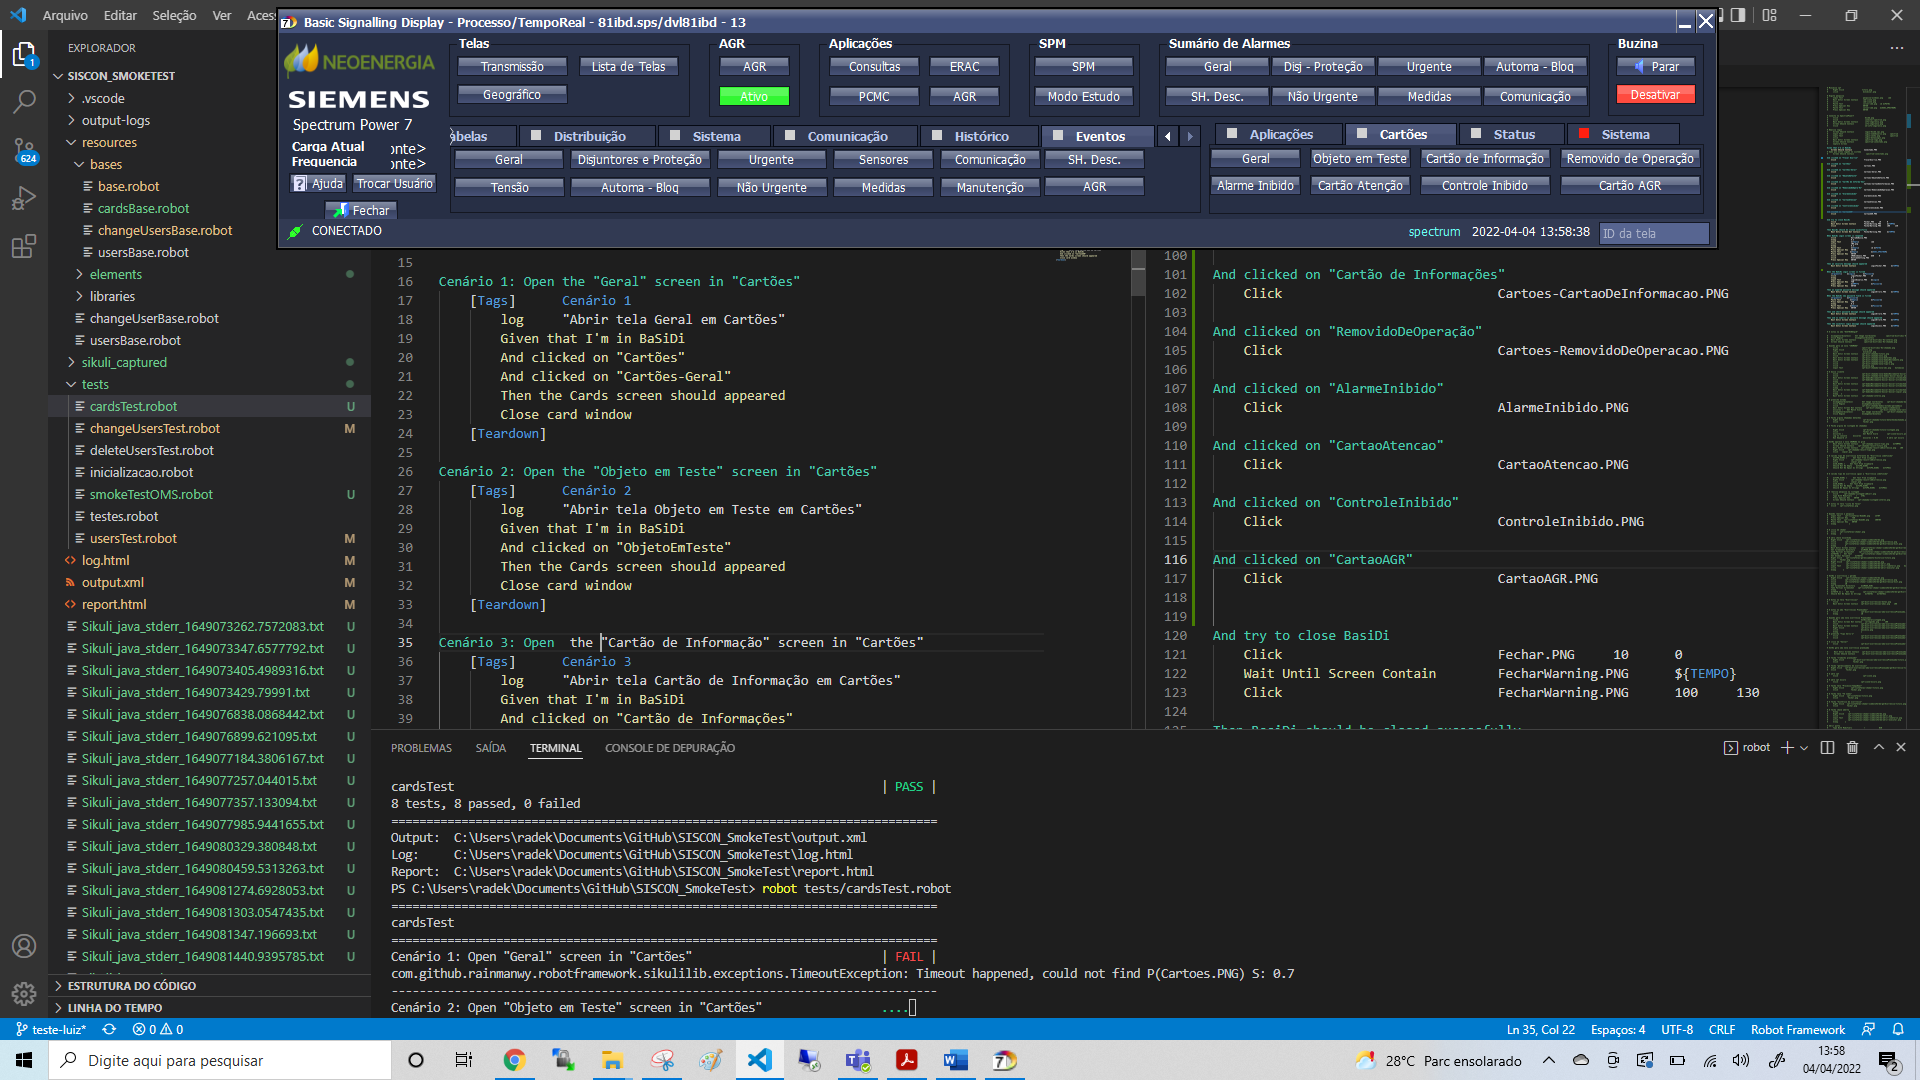 Arquivo Editar Seleção Ver Aces
Basic Signalling Display - Processo/TempoReal - 81ibd.sps/dvl81ibd - 13
NEOENERGIA
SIEMENS
Spectrum Power 7
Carga Atual onte>
Frequencia onte>
Ajuda Trocar Usuário
Fechar
CONECTADO
Telas
Transmissão Lista de Telas
Geográfico
AGR
AGR
Ativo
Aplicações
Consultas ERAC
PCMC AGR
SPM
SPM
Modo Estudo
Sumário de Alarmes
Geral Disj - Proteção Urgente Automa - Bloq
SH. Desc. Não Urgente Medidas Comunicação
Buzina
Parar
Desativar
belas Distribuição Sistema Comunicação Histórico Eventos
Geral Disjuntores e Proteção Urgente Sensores Comunicação SH. Desc.
Tensão Automa - Bloq Não Urgente Medidas Manutenção AGR
Aplicações Cartões Status Sistema
Geral Objeto em Teste Cartão de Informação Removido de Operação
Alarme Inibido Cartão Atenção Controle Inibido Cartão AGR
spectrum 2022-04-04 13:58:38 ID da tela
EXPLORADOR
SISCON_SMOKETEST
.vscode
output-logs
resources
bases
base.robot
cardsBase.robot
changeUsersBase.robot
usersBase.robot
elements
libraries
changeUserBase.robot
usersBase.robot
sikuli_captured
tests
cardsTest.robot U
changeUsersTest.robot M
deleteUsersTest.robot
inicializacao.robot
smokeTestOMS.robot U
testes.robot
usersTest.robot M
log.html M
output.xml M
report.html M
Sikuli_java_stderr_1649073262.7572083.txt U
Sikuli_java_stderr_1649073347.6577792.txt U
Sikuli_java_stderr_1649073405.4989316.txt U
Sikuli_java_stderr_1649073429.79991.txt U
Sikuli_java_stderr_1649076838.0868442.txt U
Sikuli_java_stderr_1649076899.621095.txt U
Sikuli_java_stderr_1649077184.3806167.txt U
Sikuli_java_stderr_1649077257.044015.txt U
Sikuli_java_stderr_1649077357.133094.txt U
Sikuli_java_stderr_1649077985.9441655.txt U
Sikuli_java_stderr_1649080329.380848.txt U
Sikuli_java_stderr_1649080459.5313263.txt U
Sikuli_java_stderr_1649081274.6928053.txt U
Sikuli_java_stderr_1649081303.0547435.txt U
Sikuli_java_stderr_1649081347.196693.txt U
Sikuli_java_stderr_1649081440.9395785.txt U
ESTRUTURA DO CÓDIGO
LINHA DO TEMPO
1
624
15
16 Cenário 1: Open the "Geral" screen in "Cartões"
17 [Tags] Cenário 1
18 log "Abrir tela Geral em Cartões"
19 Given that I'm in BaSiDi
20 And clicked on "Cartões"
21 And clicked on "Cartões-Geral"
22 Then the Cards screen should appeared
23 Close card window
24 [Teardown]
25
26 Cenário 2: Open the "Objeto em Teste" screen in "Cartões"
27 [Tags] Cenário 2
28 log "Abrir tela Objeto em Teste em Cartões"
29 Given that I'm in BaSiDi
30 And clicked on "ObjetoEmTeste"
31 Then the Cards screen should appeared
32 Close card window
33 [Teardown]
34
35 Cenário 3: Open the "Cartão de Informação" screen in "Cartões"
36 [Tags] Cenário 3
37 log "Abrir tela Cartão de Informação em Cartões"
38 Given that I'm in BaSiDi
39 And clicked on "Cartão de Informações"
100
101 And clicked on "Cartão de Informações"
102 Click Cartoes-CartaoDeInformacao.PNG
103
104 And clicked on "RemovidoDeOperação"
105 Click Cartoes-RemovidoDeOperacao.PNG
106
107 And clicked on "AlarmeInibido"
108 Click AlarmeInibido.PNG
109
110 And clicked on "CartaoAtencao"
111 Click CartaoAtencao.PNG
112
113 And clicked on "ControleInibido"
114 Click ControleInibido.PNG
115
116 And clicked on "CartaoAGR"
117 Click CartaoAGR.PNG
118
119
120 And try to close BasiDi
121 Click Fechar.PNG 10 0
122 Wait Until Screen Contain FecharWarning.PNG ${TEMPO}
123 Click FecharWarning.PNG 100 130
124
PROBLEMAS SAÍDA TERMINAL CONSOLE DE DEPURAÇÃO robot
cardsTest | PASS |
8 tests, 8 passed, 0 failed
==============================================================================
Output: C:\Users\radek\Documents\GitHub\SISCON_SmokeTest\output.xml
Log: C:\Users\radek\Documents\GitHub\SISCON_SmokeTest\log.html
Report: C:\Users\radek\Documents\GitHub\SISCON_SmokeTest\report.html
PS C:\Users\radek\Documents\GitHub\SISCON_SmokeTest> robot tests/cardsTest.robot
==============================================================================
cardsTest
==============================================================================
Cenário 1: Open "Geral" screen in "Cartões" | FAIL |
com.github.rainmanwy.robotframework.sikulilib.exceptions.TimeoutException: Timeout happened, could not find P(Cartoes.PNG) S: 0.7
------------------------------------------------------------------------------
Cenário 2: Open "Objeto em Teste" screen in "Cartões" ....
teste-luiz* 0 0 Ln 35, Col 22 Espaços: 4 UTF-8 CRLF Robot Framework
Digite aqui para pesquisar
28°C Parc ensolarado
13:58
04/04/2022
2